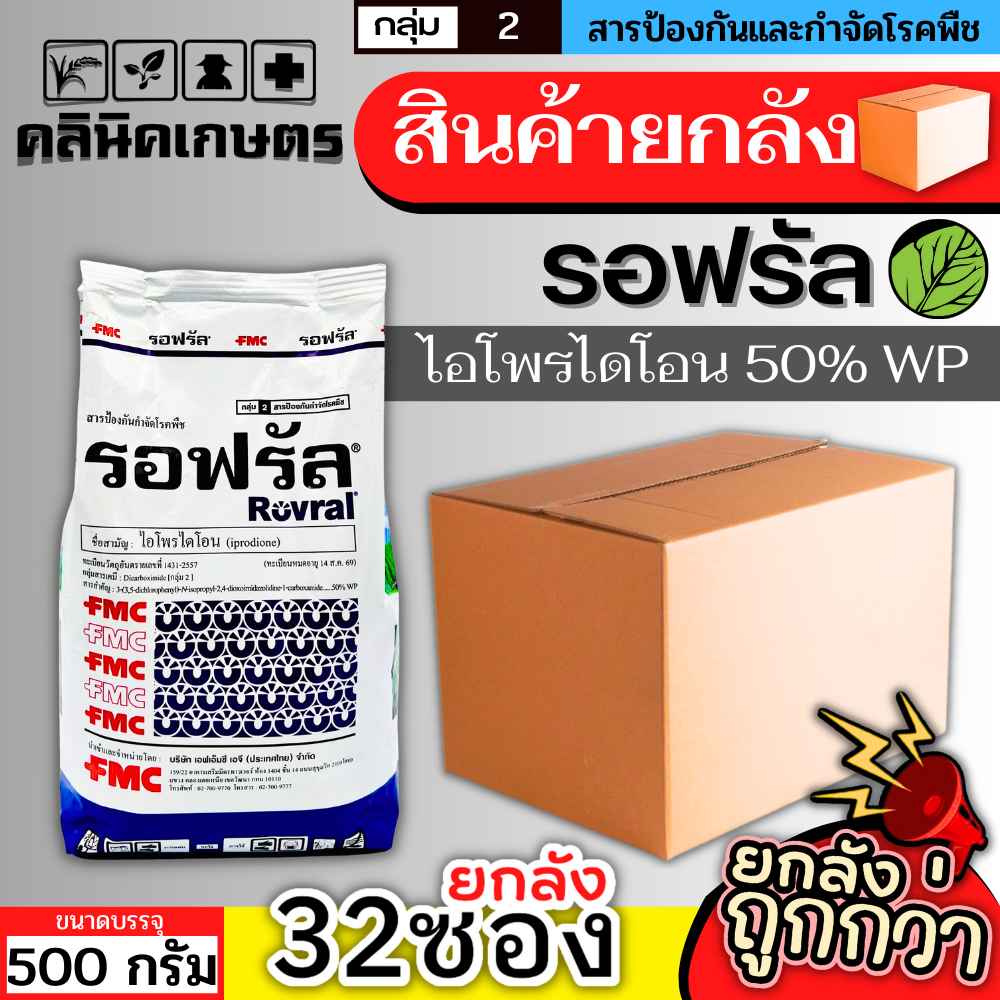 กลุ่ม 2 สารป้องกันและกำจัดโรคพืช
คลินิคเกษตร
สินค้ายกลัง
รอฟรัล
ไอโพรไดโอน 50% WP
FMC รอฟรัล FMC รอฟรัล
กลุ่ม 2 สารป้องกันกำจัดโรคพืช
สารป้องกันกำจัดโรคพืช
รอฟรัล®
Rovral®
ชื่อสามัญ : ไอโพรไดโอน (iprodione)
ทะเบียนวัตถุอันตรายเลขที่ 1431-2557 (ทะเบียนหมดอายุ 14 ส.ค. 69)
กลุ่มสารเคมี : Dicarboximide [กลุ่ม 2 ]
สารสำคัญ : 3-(3,5-dichlorophenyl)-N-isopropyl-2,4-dioxoimidazolidine-1-carboxamide.....50% WP
FMC
FMC
FMC
FMC
FMC
นำเข้าและจำหน่ายโดย : บริษัท เอฟเอ็มซี เอจี (ประเทศไทย) จำกัด
FMC
159/22 อาคารเสริมมิตรทาวเวอร์ ห้อง 1404 ชั้น 14 ถนนสุขุมวิท 21
แขวงคลองเตยเหนือ เขตวัฒนา กทม 10110
โทรศัพท์ : 02-700-9770 โทรสาร : 02-700-9777
ขนาดบรรจุ
500 กรัม
ยกลัง
32ซอง
ยกลัง
ถูกกว่า